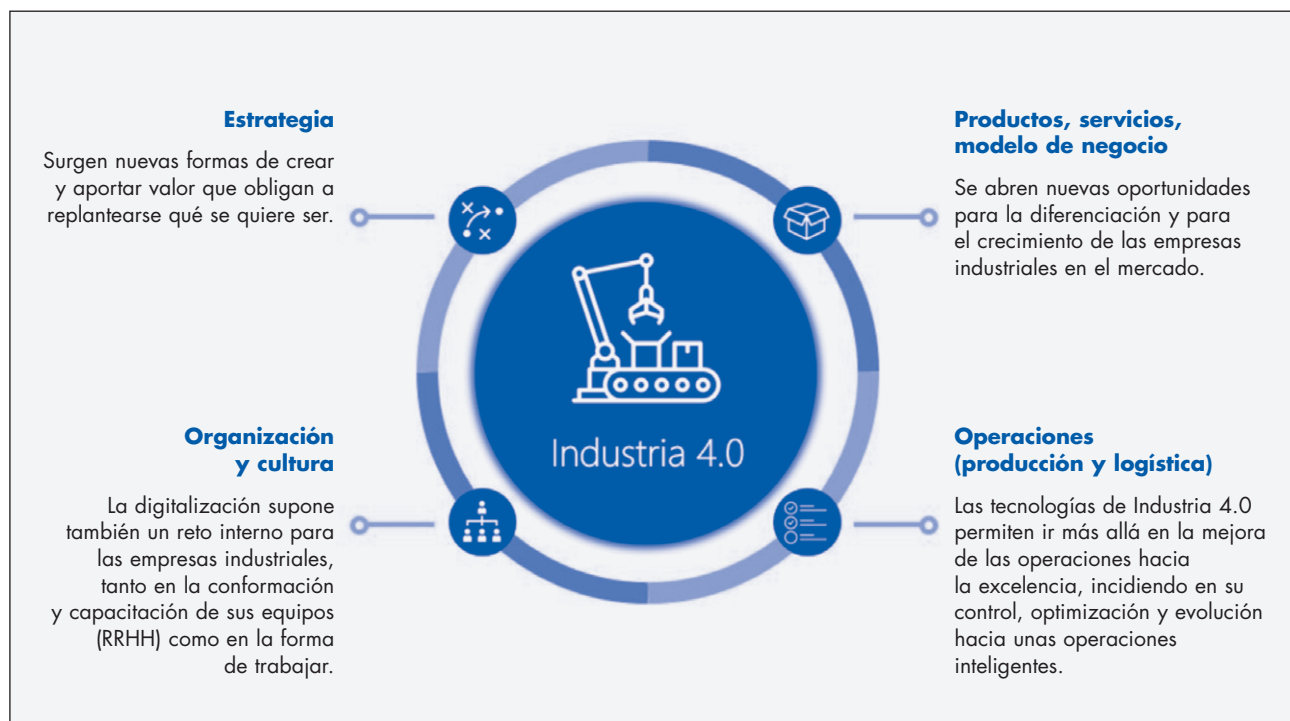 Estrategia
Surgen nuevas formas de crear
y aportar valor que obligan a
replantearse qué se quiere ser.
Productos, servicios,
modelo de negocio
Se abren nuevas oportunidades
para la diferenciación y para
el crecimiento de las empresas
industriales en el mercado.
Industria 4.0
Organización
y cultura
La digitalización supone
también un reto interno para
las empresas industriales,
tanto en la conformación
y capacitación de sus equipos
(RRHH) como en la forma
de trabajar.
Operaciones
(producción y logística)
Las tecnologías de Industria 4.0
permiten ir más allá en la mejora
de las operaciones hacia
la excelencia, incidiendo en su
control, optimización y evolución
hacia unas operaciones
inteligentes.